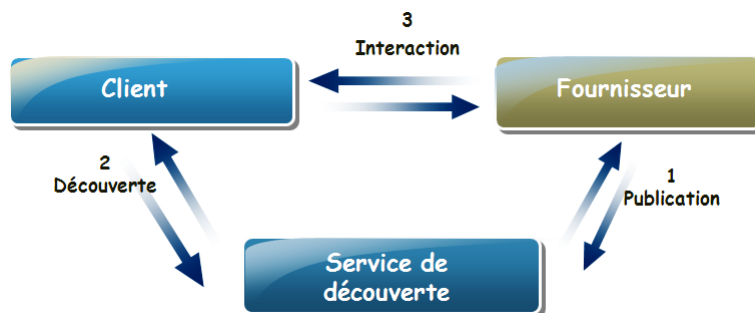 3
Interaction
Client
Fournisseur
2
Découverte
1
Publication
Service de
découverte